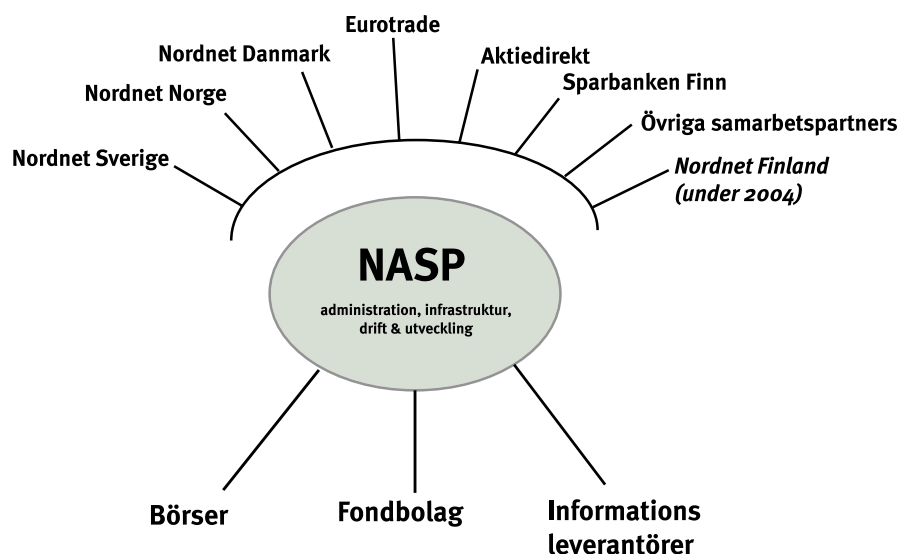 Eurotrade
Nordnet Danmark
Aktiedirekt
Sparbanken Finn
Nordnet Norge
Övriga samarbetspartners
Nordnet Sverige
Nordnet Finland
(under 2004)
NASP
administration, infrastruktur,
drift & utveckling
Börser
Fondbolag
Informations
leverantörer